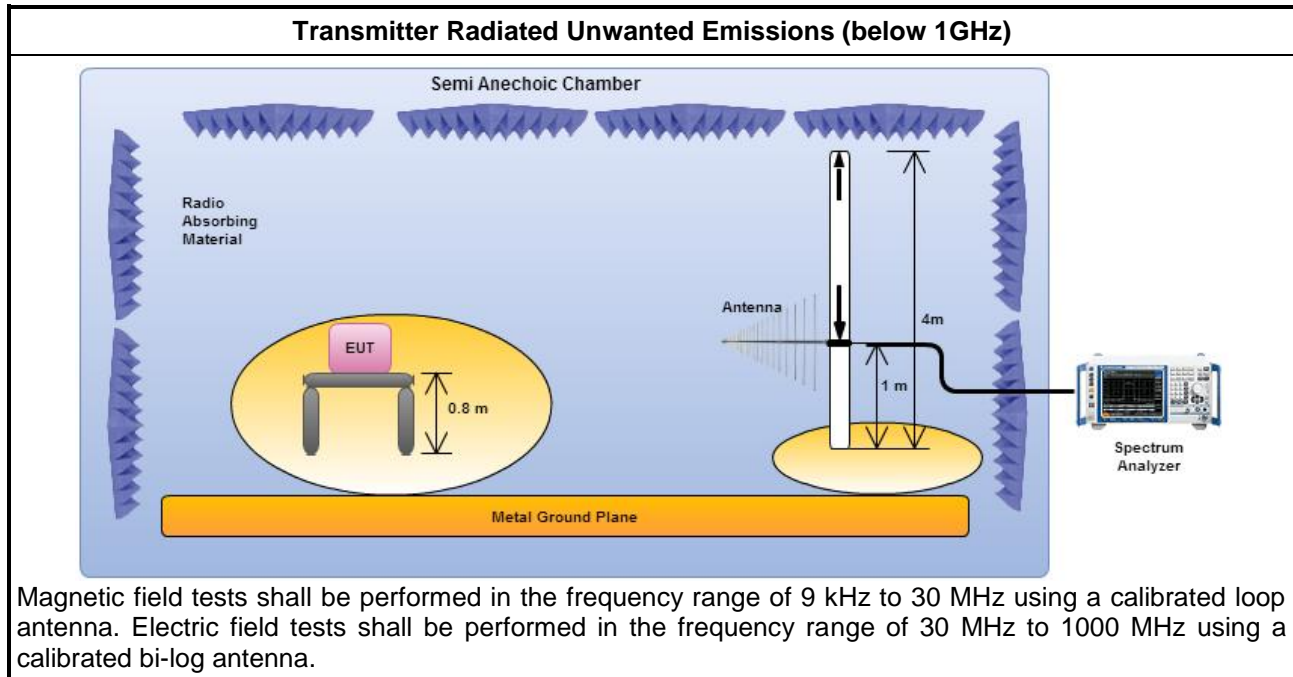 Transmitter Radiated Unwanted Emissions (below 1GHz)
Semi Anechoic Chamber
Radio
Absorbing
Material
Antenna
4m
EUT
1 m
0.8 m
Spectrum
Analyzer
Metal Ground Plane
Magnetic field tests shall be performed in the frequency range of 9 kHz to 30 MHz using a calibrated loop
antenna. Electric field tests shall be performed in the frequency range of 30 MHz to 1000 MHz using a
calibrated bi-log antenna.